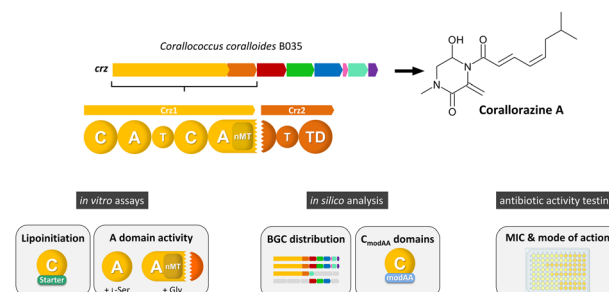 Corallococcus coralloides B035
crz
Crz1
Crz2
C A T C A nMT T TD
OH
O
N
N
O
Corallorazine A
in vitro assays
in silico analysis
antibiotic activity testing
Lipoinitiation
A domain activity
BGC distribution
CmodAA domains
MIC & mode of action
C
Starter
A
A nMT
C
modAA
+ L-Ser
+ Gly